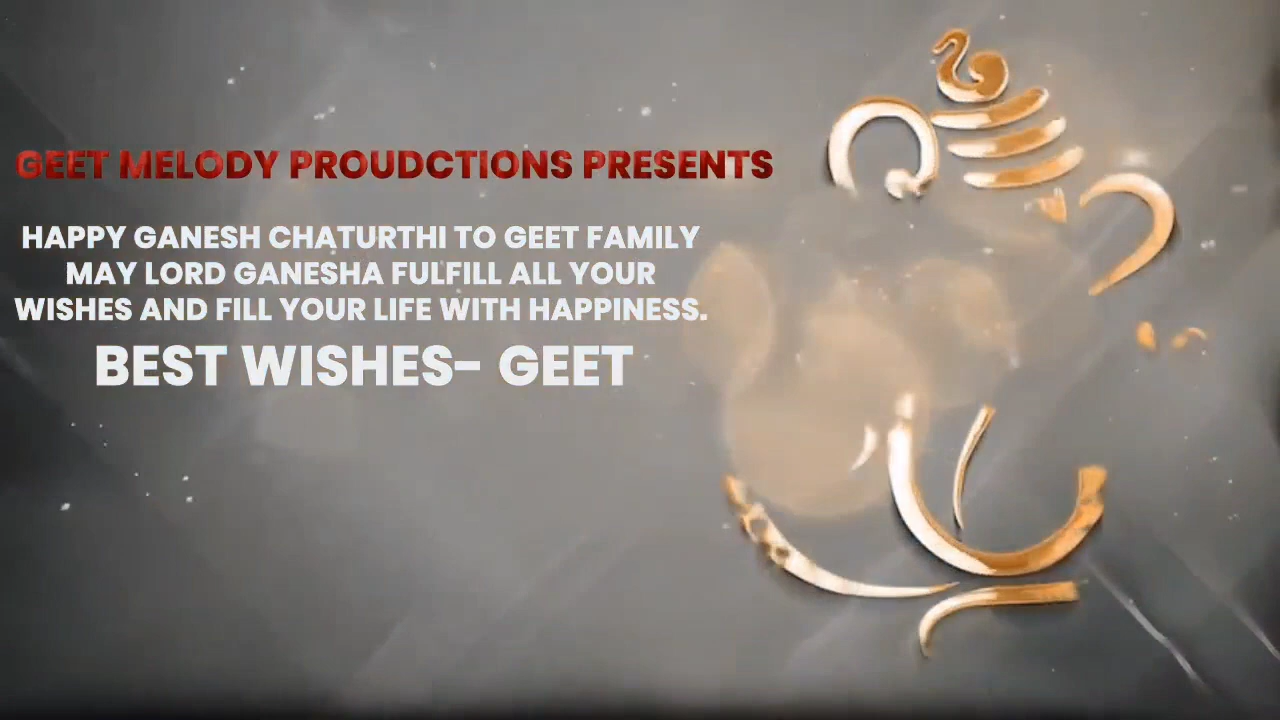 GEET MELODY PROUDCTIONS PRESENTS
HAPPY GANESH CHATURTHI TO GEET FAMILY
MAY LORD GANESHA FULFILL ALL YOUR
WISHES AND FILL YOUR LIFE WITH HAPPINESS.
BEST WISHES- GEET